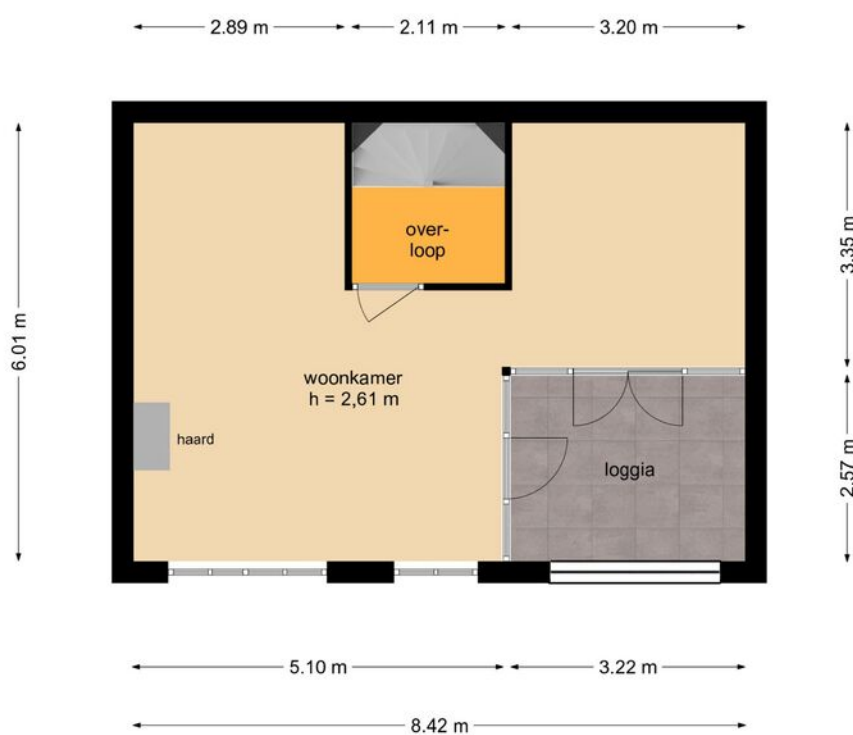 2.89 m
2.11 m
3.20 m
over-
loop
3.35 m
6.01 m
woonkamer
h = 2,61 m
haard
loggia
2.57 m
5.10 m
3.22 m
8.42 m